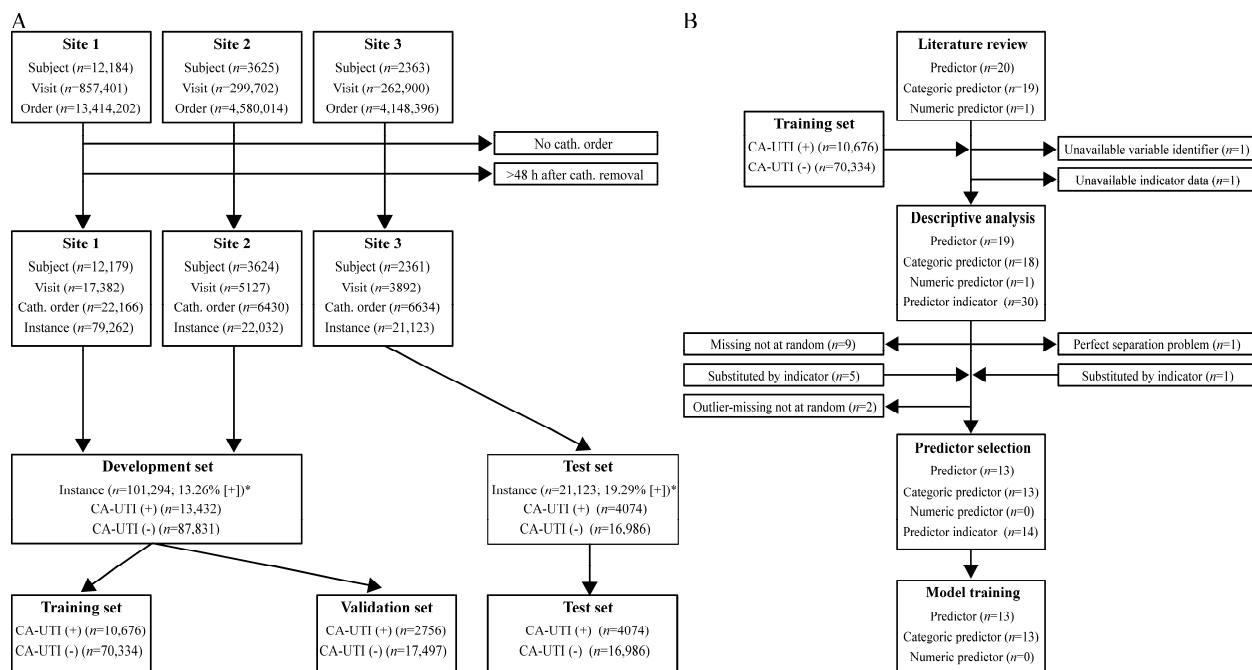 A
Site 1
Subject (n=12,184)
Visit (n=857,401)
Order (n=13,414,202)
Site 2
Subject (n=3625)
Visit (n=299,702)
Order (n=4,580,014)
Site 3
Subject (n=2363)
Visit (n=262,900)
Order (n=4,148,396)
No cath. order
>48 h after cath. removal
Site 1
Subject (n=12,179)
Visit (n=17,382)
Cath. order (n=22,166)
Instance (n=79,262)
Site 2
Subject (n=3624)
Visit (n=5127)
Cath. order (n=6430)
Instance (n=22,032)
Site 3
Subject (n=2361)
Visit (n=3892)
Cath. order (n=6634)
Instance (n=21,123)
Development set
Instance (n=101,294; 13.26% [+])*
CA-UTI (+) (n=13,432)
CA-UTI (-) (n=87,831)
Test set
Instance (n=21,123; 19.29% [+])*
CA-UTI (+) (n=4074)
CA-UTI (-) (n=16,986)
Training set
CA-UTI (+) (n=10,676)
CA-UTI (-) (n=70,334)
Validation set
CA-UTI (+) (n=2756)
CA-UTI (-) (n=17,497)
Test set
CA-UTI (+) (n=4074)
CA-UTI (-) (n=16,986)
B
Literature review
Predictor (n=20)
Categoric predictor (n=19)
Numeric predictor (n=1)
Training set
CA-UTI (+) (n=10,676)
CA-UTI (-) (n=70,334)
Unavailable variable identifier (n=1)
Unavailable indicator data (n=1)
Descriptive analysis
Predictor (n=19)
Categoric predictor (n=18)
Numeric predictor (n=1)
Predictor indicator (n=30)
Missing not at random (n=9)
Perfect separation problem (n=1)
Substituted by indicator (n=5)
Substituted by indicator (n=1)
Outlier-missing not at random (n=2)
Predictor selection
Predictor (n=13)
Categoric predictor (n=13)
Numeric predictor (n=0)
Predictor indicator (n=14)
Model training
Predictor (n=13)
Categoric predictor (n=13)
Numeric predictor (n=0)